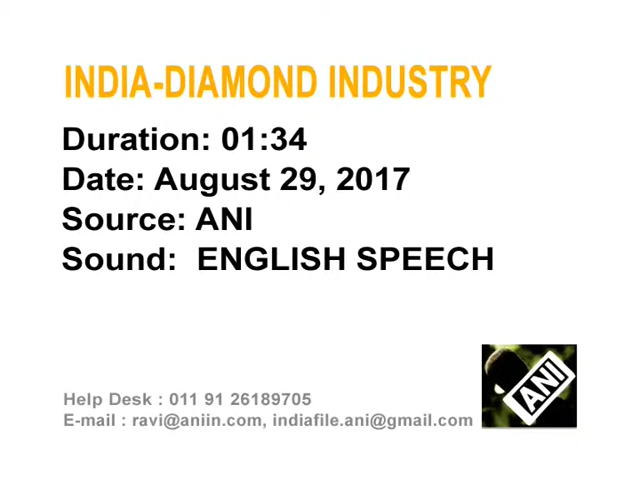 INDIA-DIAMOND INDUSTRY
Duration: 01:34
Date: August 29, 2017
Source: ANI
Sound:  ENGLISH SPEECH
Help Desk : 011 91 26189705
E-mail : ravi@aniin.com, indiafile.ani@gmail.com
ANI